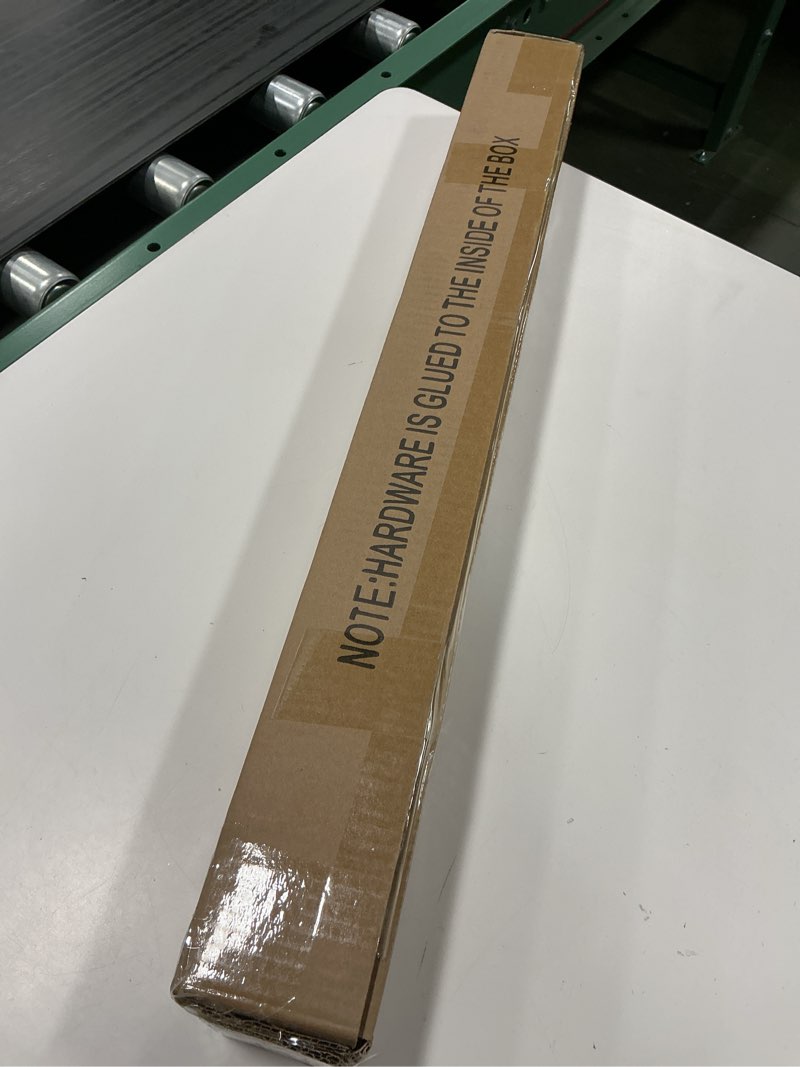 NOTE:HARDWARE IS GLUED TO THE INSIDE OF THE BOX